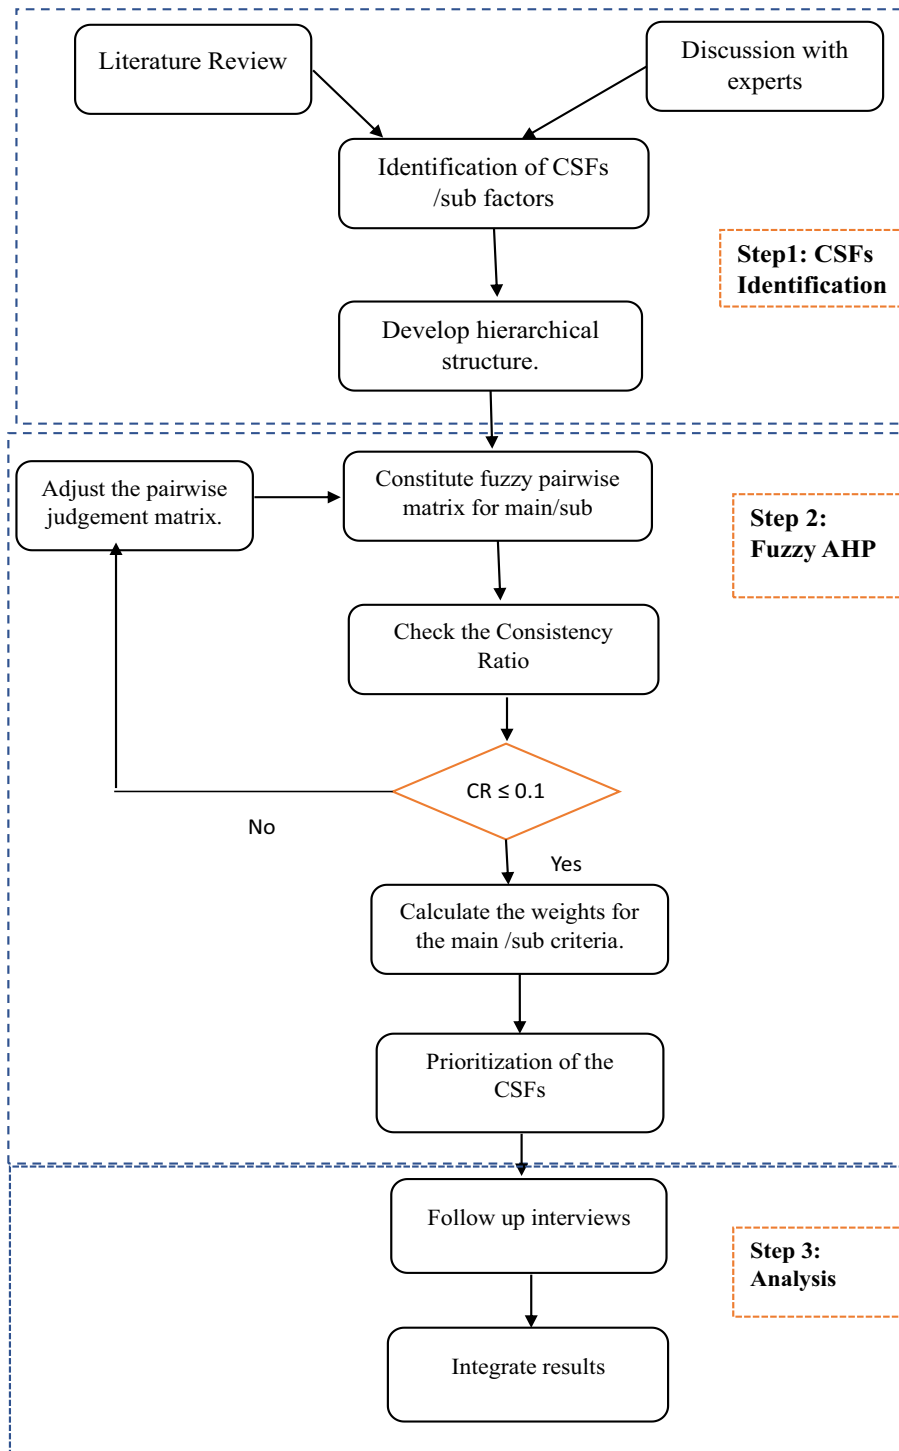 Literature Review
Discussion with
experts
Identification of CSFs
/sub factors
Step1: CSFs
Identification
Develop hierarchical
structure.
Adjust the pairwise
judgement matrix.
Constitute fuzzy pairwise
matrix for main/sub
Step 2:
Fuzzy AHP
Check the Consistency
Ratio
CR ≤ 0.1
No
Yes
Calculate the weights for
the main /sub criteria.
Prioritization of the
CSFs
Follow up interviews
Step 3:
Analysis
Integrate results